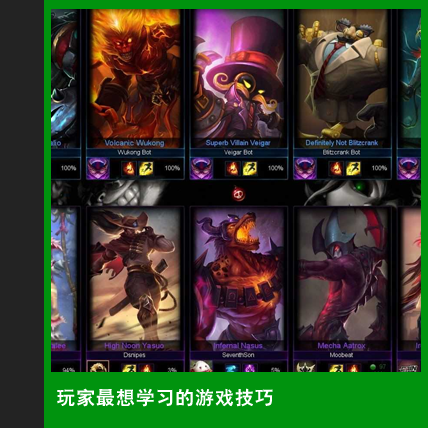 Volcanic Wukong
Superb Villain Veigar
Definitely Not Blitzcrank
Wukong Bot
Veigar Bot
Blitzcrank Bot
100%
100%
100%
100%
High Noon Yasuo
Infernal Nasus
Mecha Aatrox
Dsnipes
SeventhSon
Moobeat
94%
玩家最想学习的游戏技巧